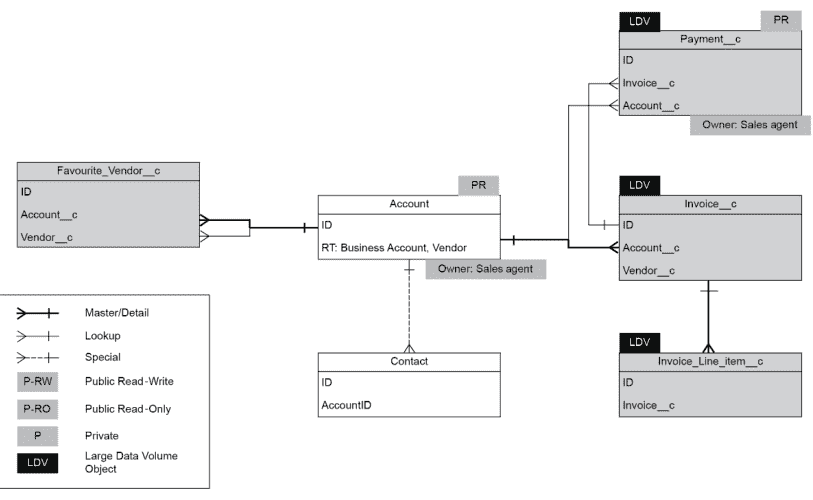 LDV
PR
Payment__c
ID
Invoice__c
Account__c
Owner: Sales agent
Favourite_Vendor__c
ID
Account__c
Vendor__c
PR
Account
ID
RT: Business Account, Vendor
Owner: Sales agent
LDV
Invoice__c
ID
Account__c
Vendor__c
Contact
ID
AccountID
LDV
Invoice_Line_item__c
ID
Invoice__c
Master/Detail
Lookup
Special
P-RW
Public Read-Write
P-RO
Public Read-Only
P
Private
LDV
Large Data Volume
Object